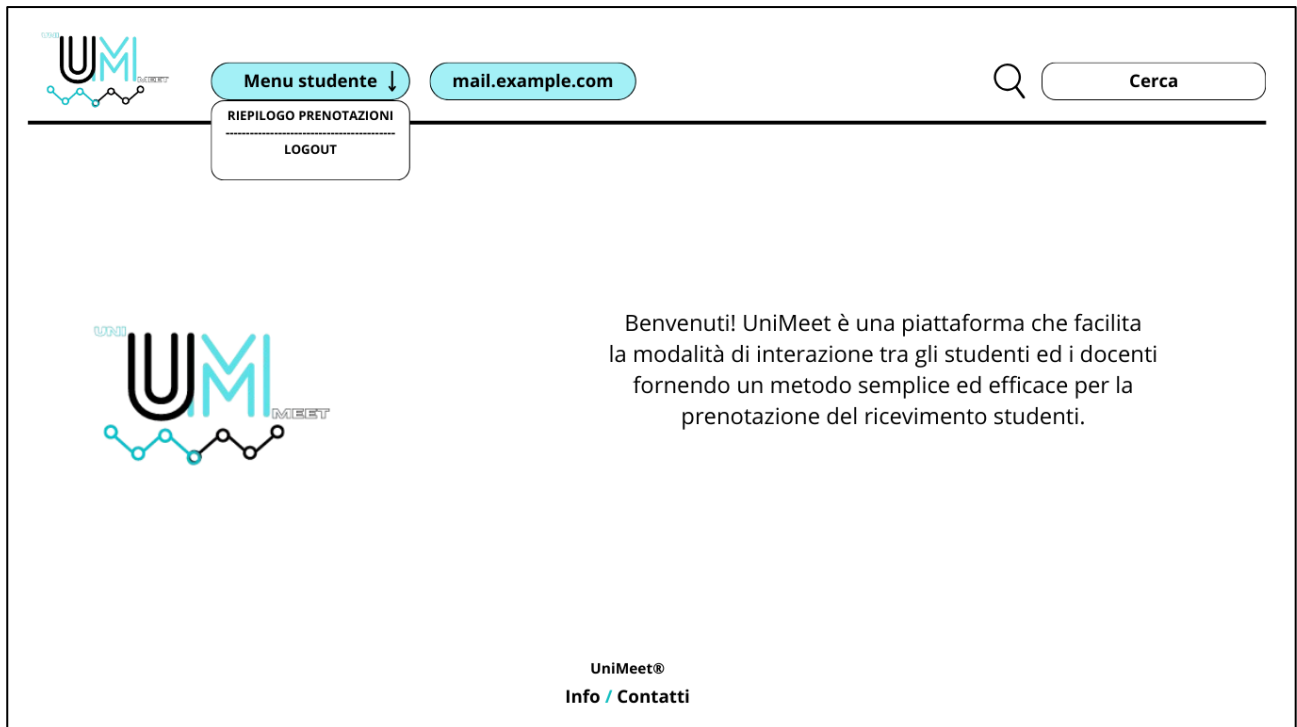 UNI
UM
MEET
Menu studente ↓
mail.example.com
Cerca
RIEPILOGO PRENOTAZIONI
LOGOUT
UNI
UM
MEET
Benvenuti! UniMeet è una piattaforma che facilita
la modalità di interazione tra gli studenti ed i docenti
fornendo un metodo semplice ed efficace per la
prenotazione del ricevimento studenti.
UniMeet®
Info / Contatti